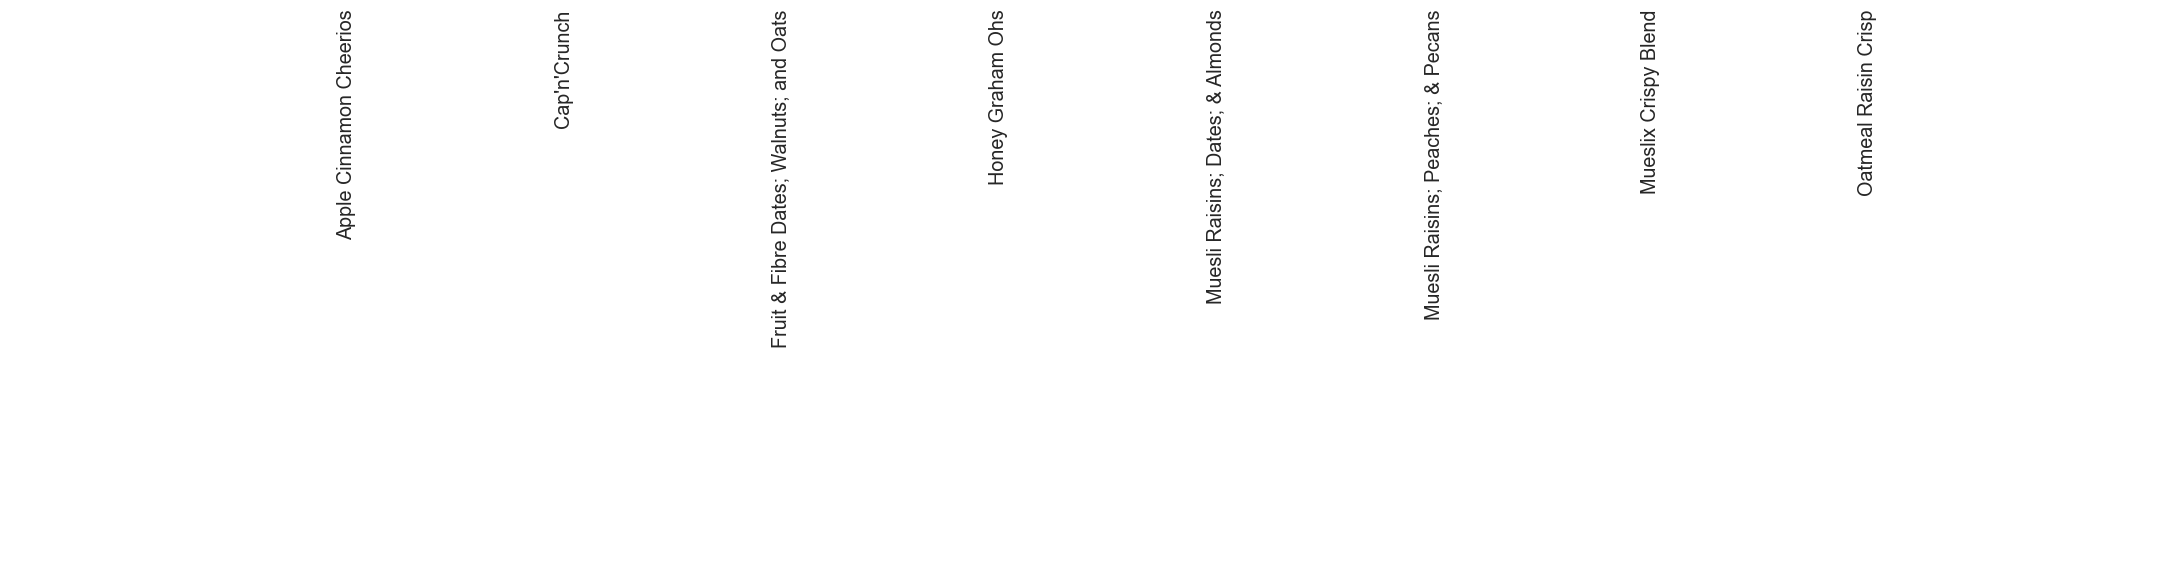 Apple Cinnamon Cheerios
Cap'n'Crunch
Fruit & Fibre Dates; Walnuts; and Oats
Honey Graham Ohs
Muesli Raisins; Dates; & Almonds
Muesli Raisins; Peaches; & Pecans
Mueslix Crispy Blend
Oatmeal Raisin Crisp